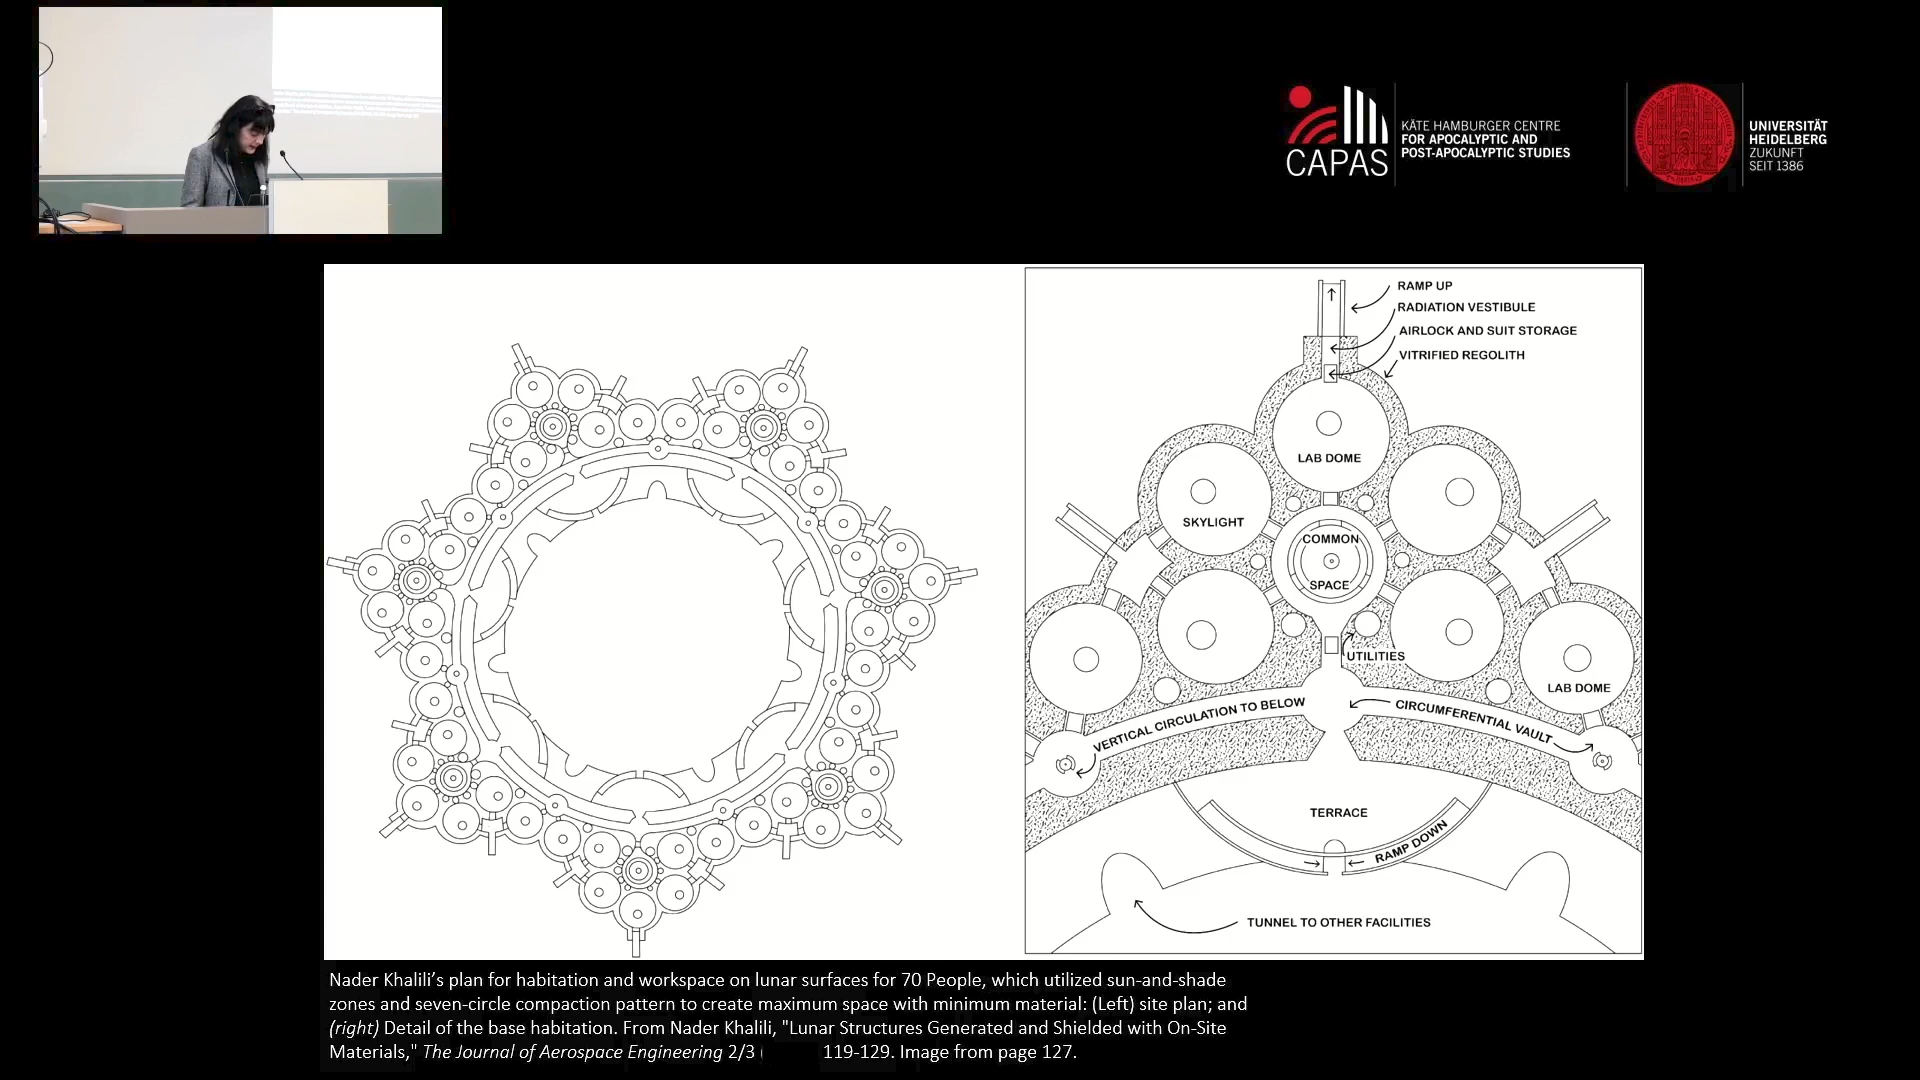 CAPAS
KÄTE HAMBURGER CENTRE
FOR APOCALYPTIC AND
POST-APOCALYPTIC STUDIES
UNIVERSITÄT
HEIDELBERG
ZUKUNFT
SEIT 1386
RAMP UP
RADIATION VESTIBULE
AIRLOCK AND SUIT STORAGE
VITRIFIED REGOLITH
LAB DOME
SKYLIGHT
COMMON
SPACE
UTILITIES
LAB DOME
VERTICAL CIRCULATION TO BELOW
CIRCUMFERENTIAL VAULT
TERRACE
RAMP DOWN
TUNNEL TO OTHER FACILITIES
Nader Khalili’s plan for habitation and workspace on lunar surfaces for 70 People, which utilized sun-and-shade
zones and seven-circle compaction pattern to create maximum space with minimum material: (Left) site plan; and
(right) Detail of the base habitation. From Nader Khalili, "Lunar Structures Generated and Shielded with On-Site
Materials," The Journal of Aerospace Engineering 2/3 ( 119-129. Image from page 127.